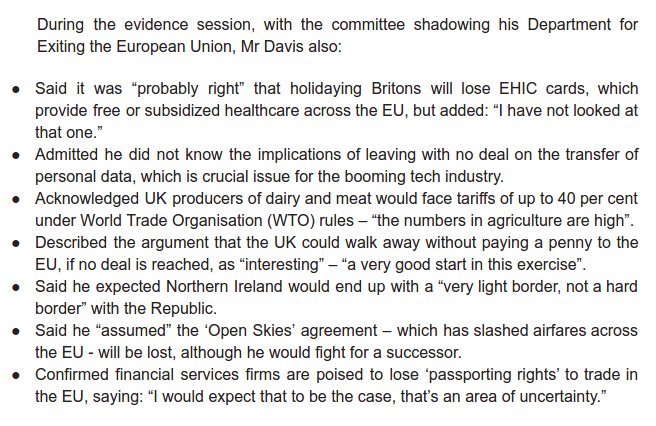 During the evidence session, with the committee shadowing his Department for
Exiting the European Union, Mr Davis also:
● Said it was “probably right” that holidaying Britons will lose EHIC cards, which
provide free or subsidized healthcare across the EU, but added: “I have not looked at
that one.”
● Admitted he did not know the implications of leaving with no deal on the transfer of
personal data, which is crucial issue for the booming tech industry.
● Acknowledged UK producers of dairy and meat would face tariffs of up to 40 per cent
under World Trade Organisation (WTO) rules – “the numbers in agriculture are high”.
● Described the argument that the UK could walk away without paying a penny to the
EU, if no deal is reached, as “interesting” – “a very good start in this exercise”.
● Said he expected Northern Ireland would end up with a “very light border, not a hard
border” with the Republic.
● Said he “assumed” the ‘Open Skies’ agreement – which has slashed airfares across
the EU - will be lost, although he would fight for a successor.
● Confirmed financial services firms are poised to lose ‘passporting rights’ to trade in
the EU, saying: “I would expect that to be the case, that’s an area of uncertainty.”